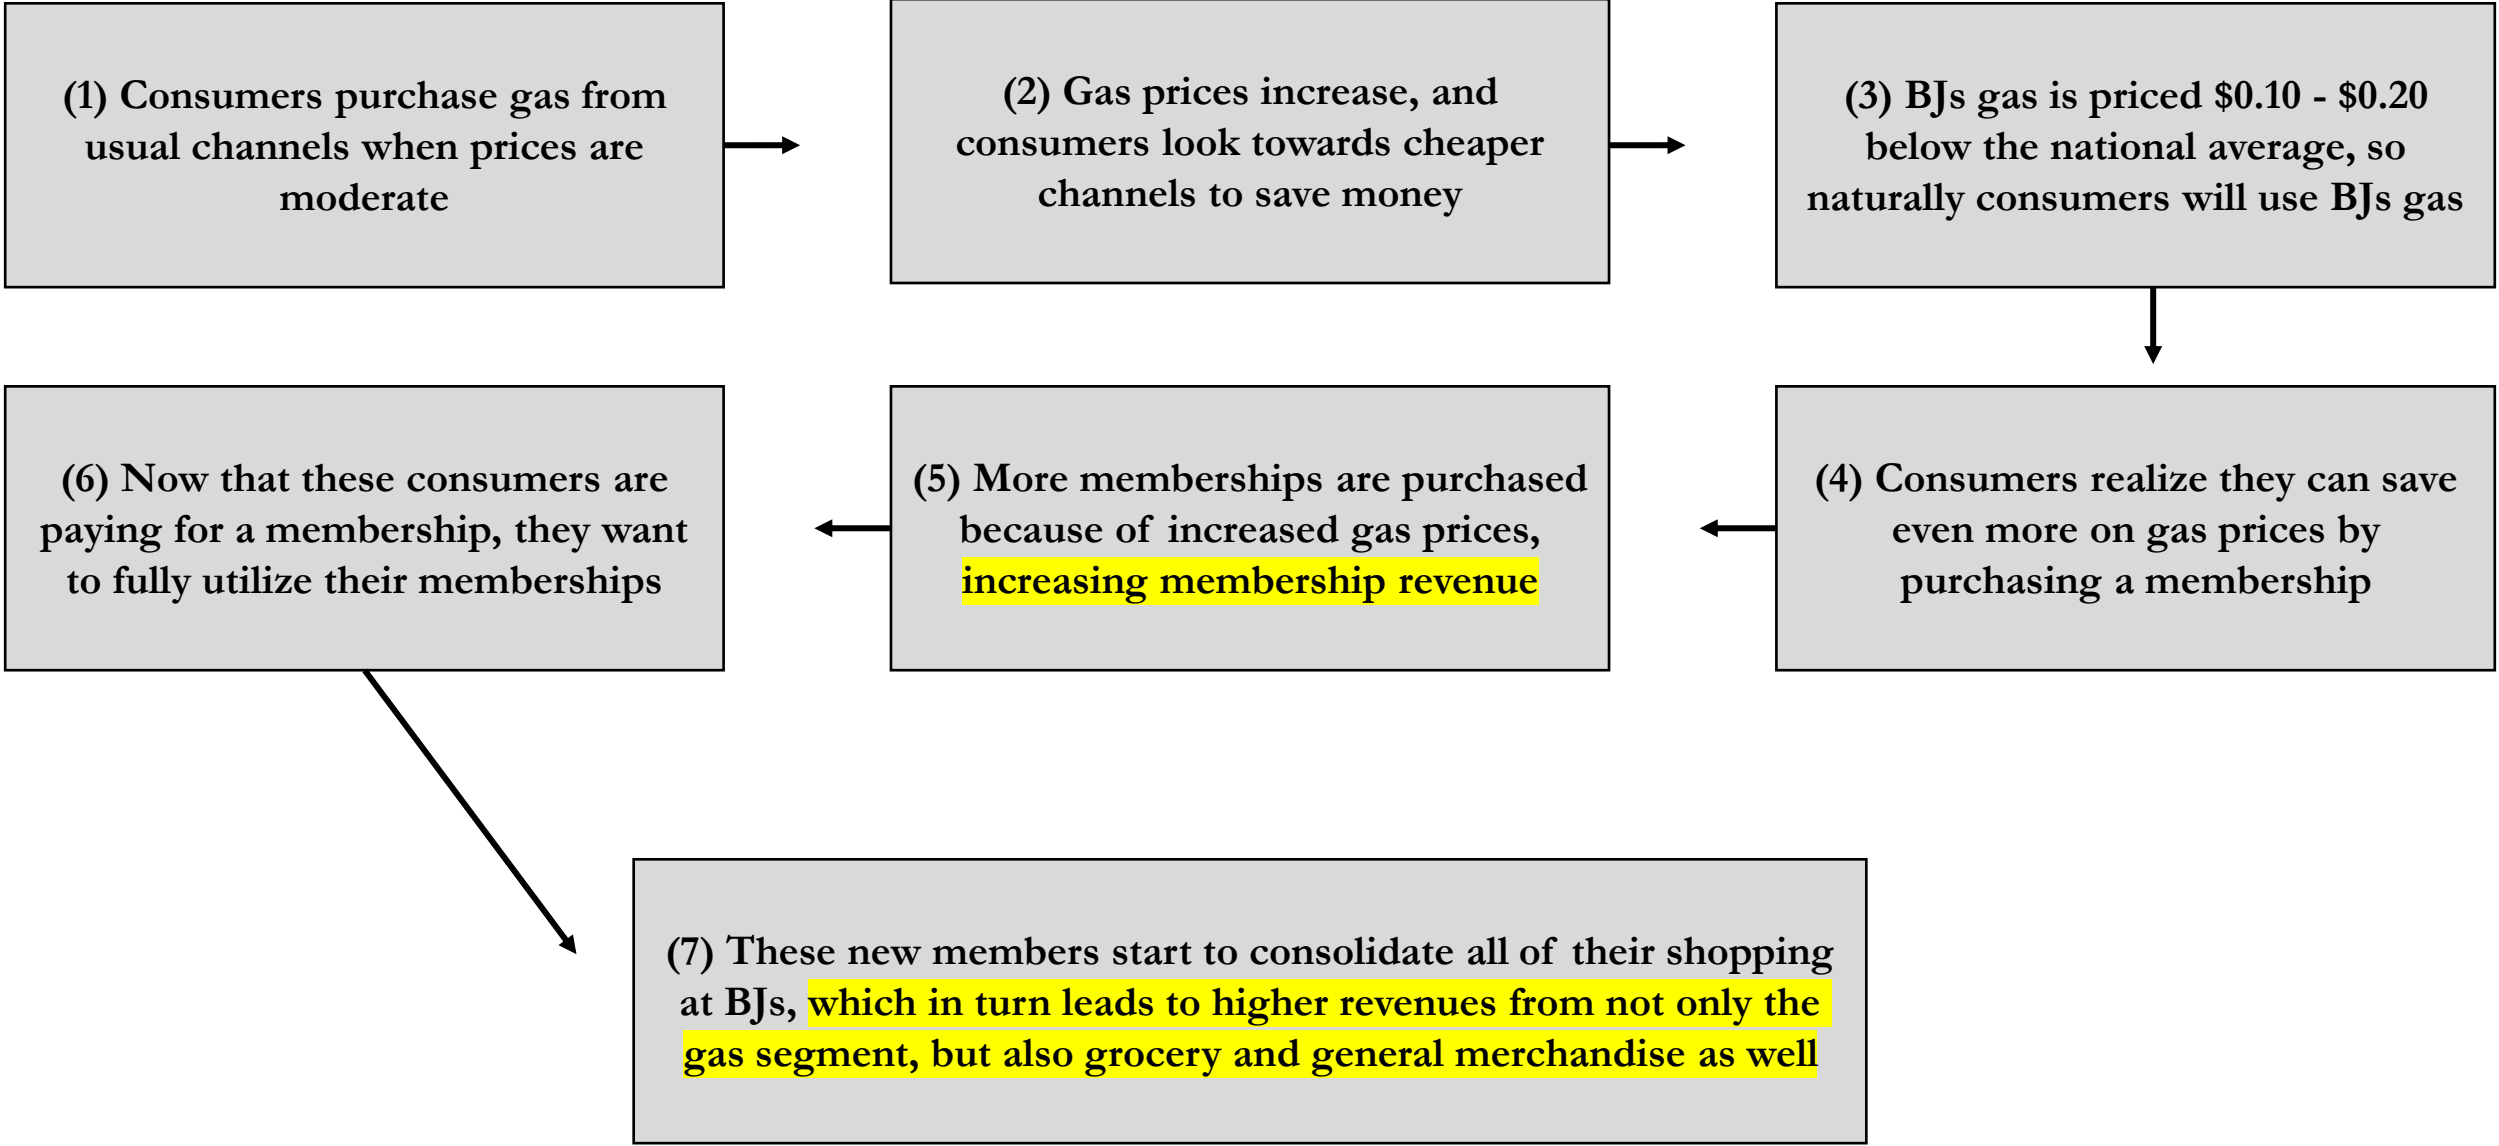 (1) Consumers purchase gas from
usual channels when prices are
moderate
(2) Gas prices increase, and
consumers look towards cheaper
channels to save money
(3) BJs gas is priced $0.10 - $0.20
below the national average, so
naturally consumers will use BJs gas
(4) Consumers realize they can save
even more on gas prices by
purchasing a membership
(5) More memberships are purchased
because of increased gas prices,
increasing membership revenue
(6) Now that these consumers are
paying for a membership, they want
to fully utilize their memberships
(7) These new members start to consolidate all of their shopping
at BJs, which in turn leads to higher revenues from not only the
gas segment, but also grocery and general merchandise as well